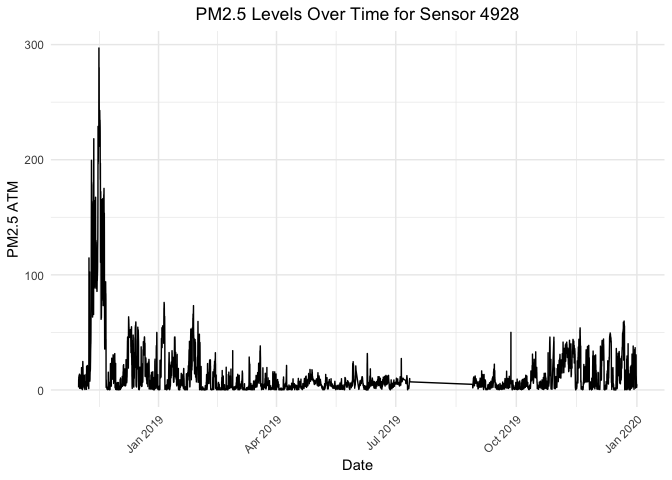 PM2.5 Levels Over Time for Sensor 4928
PM2.5 ATM
300
200
100
0
Jan 2019
Apr 2019
Jul 2019
Oct 2019
Jan 2020
Date